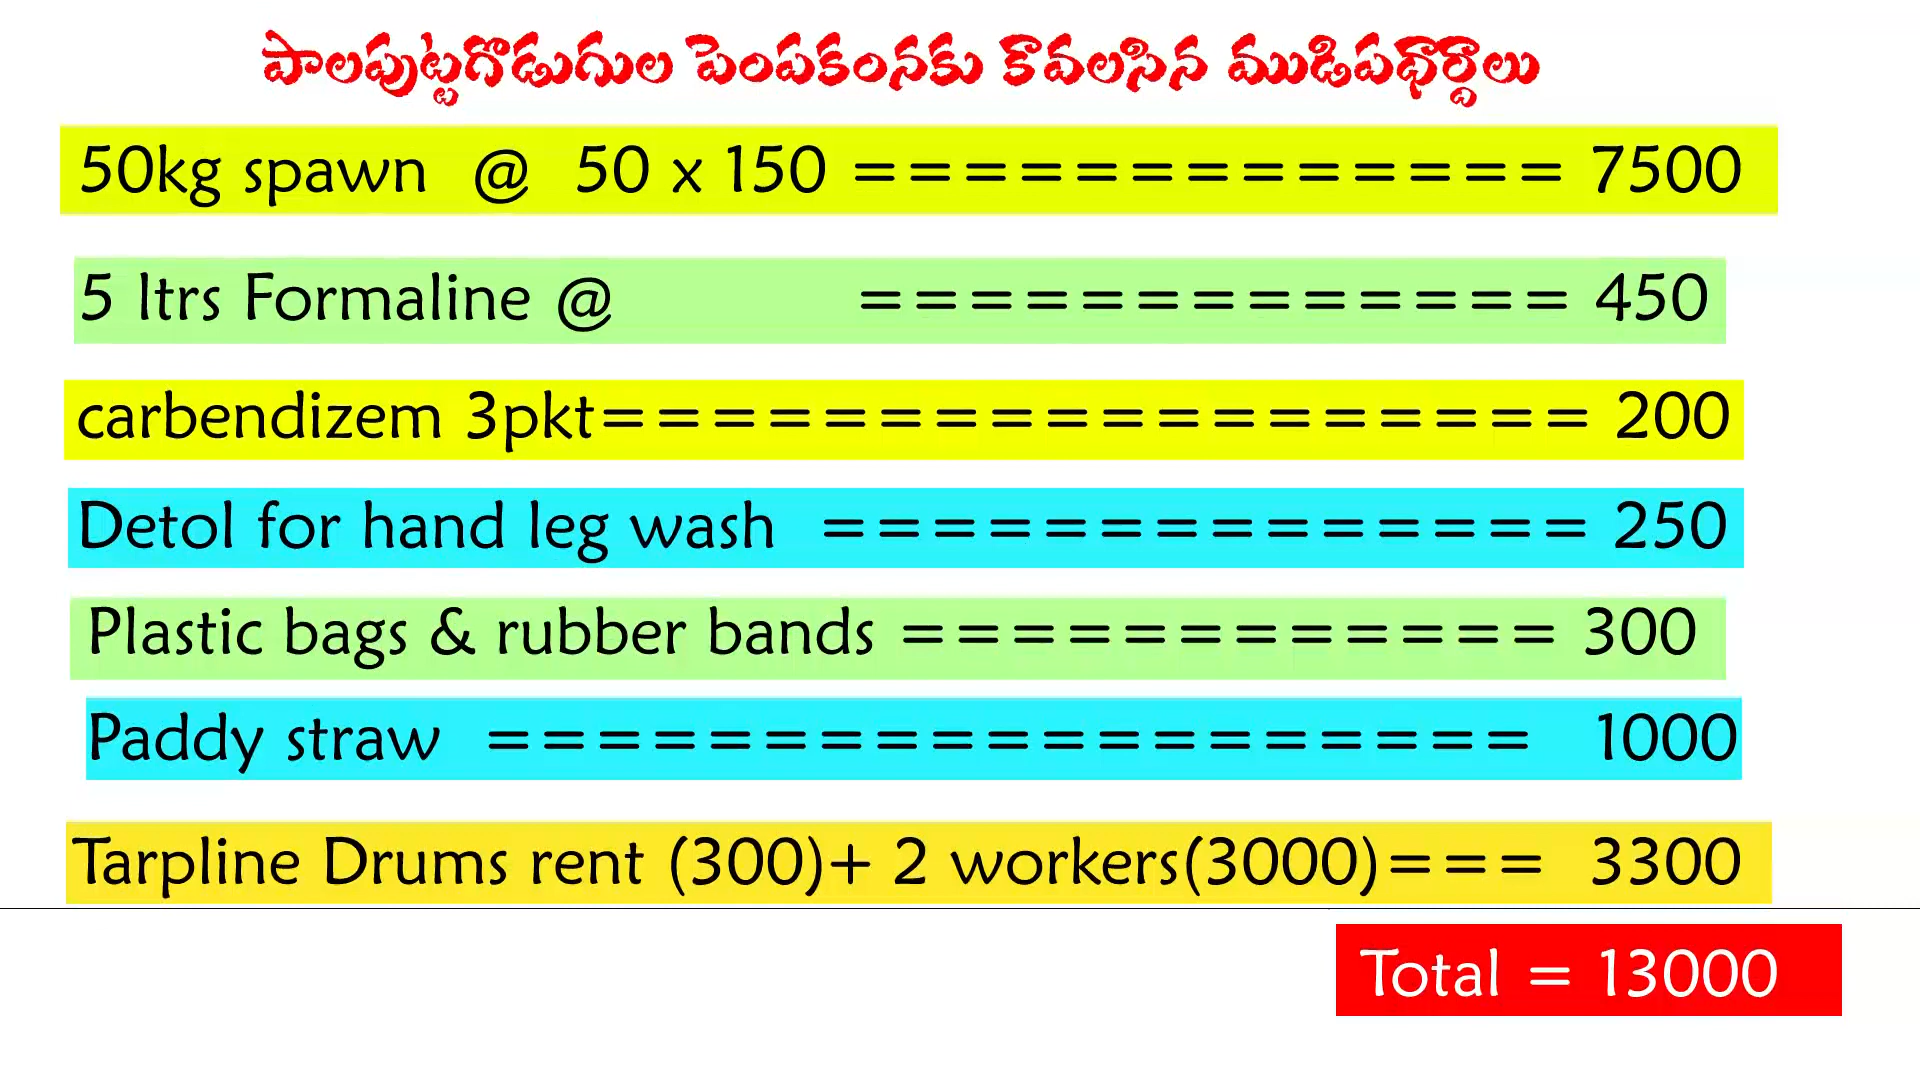 పాలపుట్టగొడుగుల పెంపకంనకు కావలసిన ముడిపధార్దాలు
50kg spawn @ 50 x 150 ============= 7500
5 ltrs Formaline @ ============= 450
carbendizem 3pkt================== 200
Detol for hand leg wash ============== 250
Plastic bags & rubber bands ============ 300
Paddy straw =================== 1000
Tarpline Drums rent (300)+ 2 workers(3000)=== 3300
Total = 13000